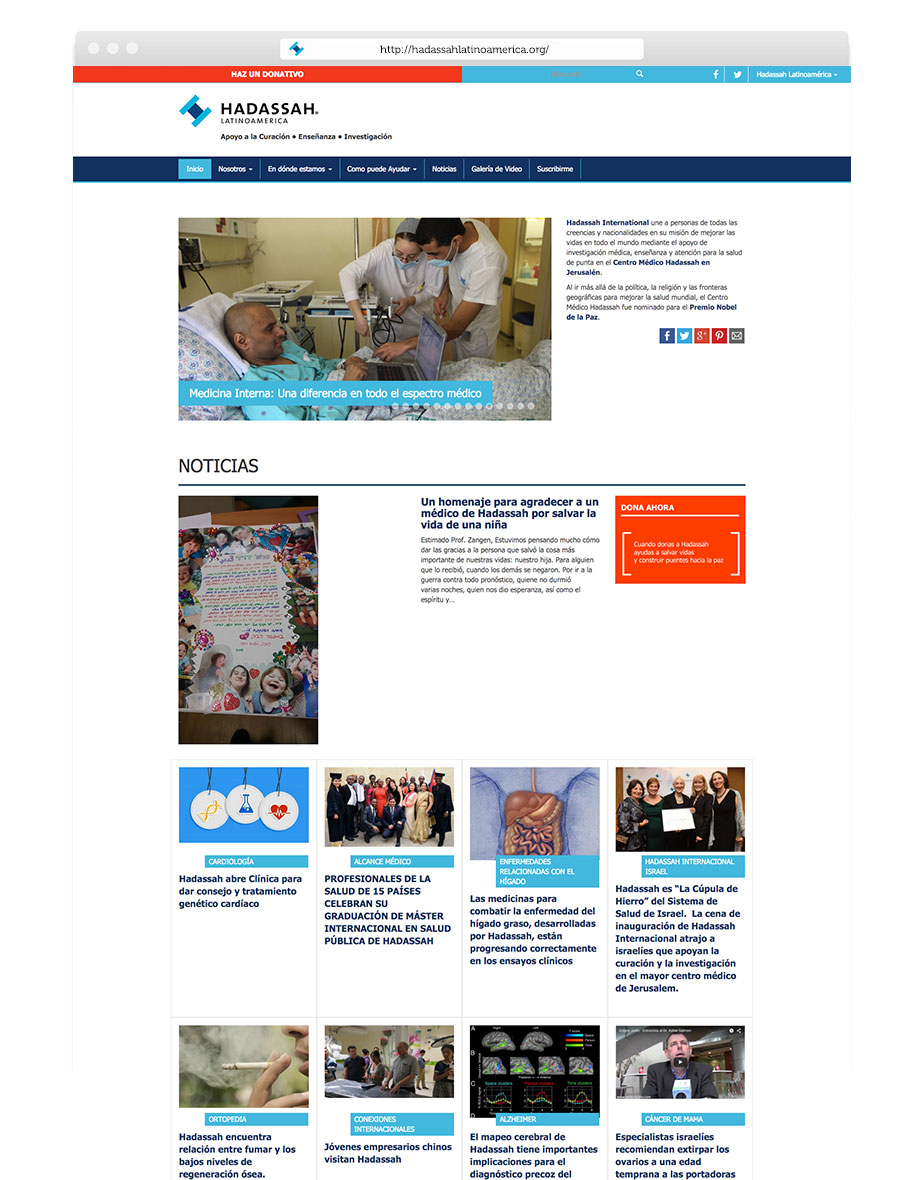 http://hadassahlatinoamerica.org/
HAZ UN DONATIVO
Hadassah Latinoamérica
HADASSAH®
LATINOAMERICA
Apoyo a la Curación • Enseñanza • Investigación
Inicio
Nosotros
En dónde estamos
Como puede Ayudar
Noticias
Galería de Video
Suscribirme
Medicina Interna: Una diferencia en todo el espectro médico
Hadassah International une a personas de todas las
creencias y nacionalidades en su misión de mejorar las
vidas en todo el mundo mediante el apoyo de
investigación médica, enseñanza y atención para la salud
de punta en el Centro Médico Hadassah en
Jerusalén.
Al ir más allá de la política, la religión y las fronteras
geográficas para mejorar la salud mundial, el Centro
Médico Hadassah fue nominado para el Premio Nobel
de la Paz.
NOTICIAS
Un homenaje para agradecer a un
médico de Hadassah por salvar la
vida de una niña
Estimado Prof. Zangen, Estuvimos pensando mucho cómo
dar las gracias a la persona que salvó la cosa más
importante de nuestras vidas: nuestro hija. Para alguien
que lo recibió, cuando los demás se negaron. Por ir a la
guerra contra todo pronóstico, quiene no durmió
varias noches, quien nos dio esperanza, así como el
espíritu y...
DONA AHORA
Cuando donas a Hadassah
ayudas a salvar vidas
y construir puentes hacia la paz
CARDIOLOGÍA
Hadassah abre Clínica para
dar consejo y tratamiento
genético cardíaco
ALCANCE MÉDICO
PROFESIONALES DE LA
SALUD DE 15 PAÍSES
CELEBRAN SU
GRADUACIÓN DE MÁSTER
INTERNACIONAL EN SALUD
PÚBLICA DE HADASSAH
ENFERMEDADES
RELACIONADAS CON EL
HÍGADO
Las medicinas para
combatir la enfermedad del
hígado graso, desarrolladas
por Hadassah, están
progresando correctamente
en los ensayos clínicos
HADASSAH INTERNACIONAL
ISRAEL
Hadassah es “La Cúpula de
Hierro” del Sistema de
Salud de Israel. La cena de
inauguración de Hadassah
Internacional atrajo a
israelíes que apoyan la
curación y la investigación
en el mayor centro médico
de Jerusalem.
ORTOPEDIA
Hadassah encuentra
relación entre fumar y los
bajos niveles de
regeneración ósea.
CONEXIONES
INTERNACIONALES
Jóvenes empresarios chinos
visitan Hadassah
A
B
C
D
Space clusters
Person clusters
Time clusters
ALZHEIMER
El mapeo cerebral de
Hadassah tiene importantes
implicaciones para el
diagnóstico precoz del
CÁNCER DE MAMA
Especialistas israelíes
recomiendan extirpar los
ovarios a una edad
temprana a las portadoras